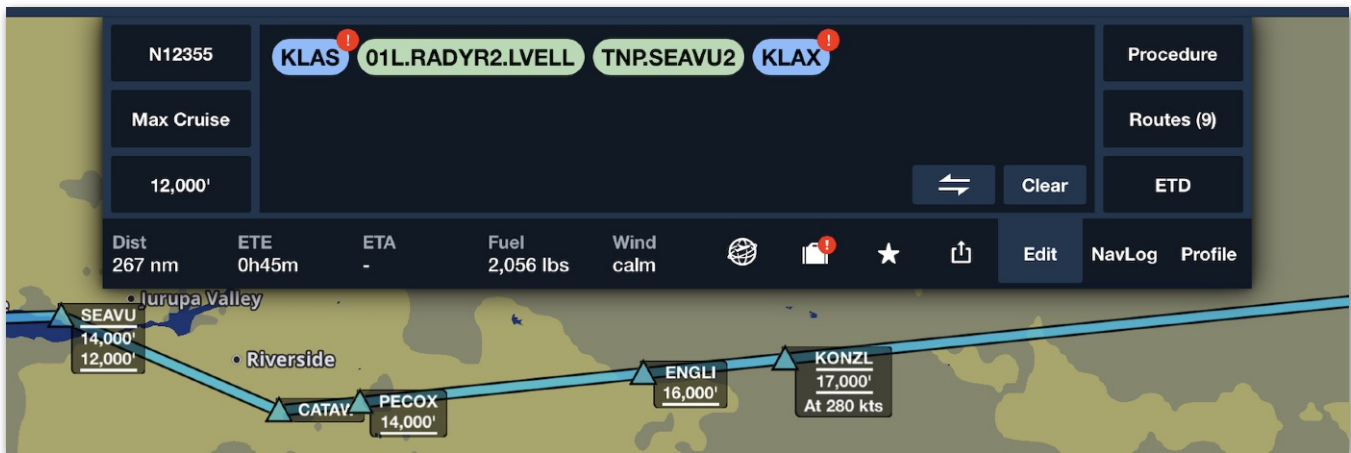 N12355
KLAS ! 01L.RADYR2.LVELL TNP.SEAVU2 KLAX !
Procedure
Max Cruise
Routes (9)
12,000'
Clear
ETD
Dist
267 nm
ETE
0h45m
ETA
-
Fuel
2,056 lbs
Wind
calm
!
Edit
NavLog
Profile
Jurupa Valley
SEAVU
14,000'
12,000'
Riverside
CATAV.
PECOX
14,000'
ENGLI
16,000'
KONZL
17,000'
At 280 kts